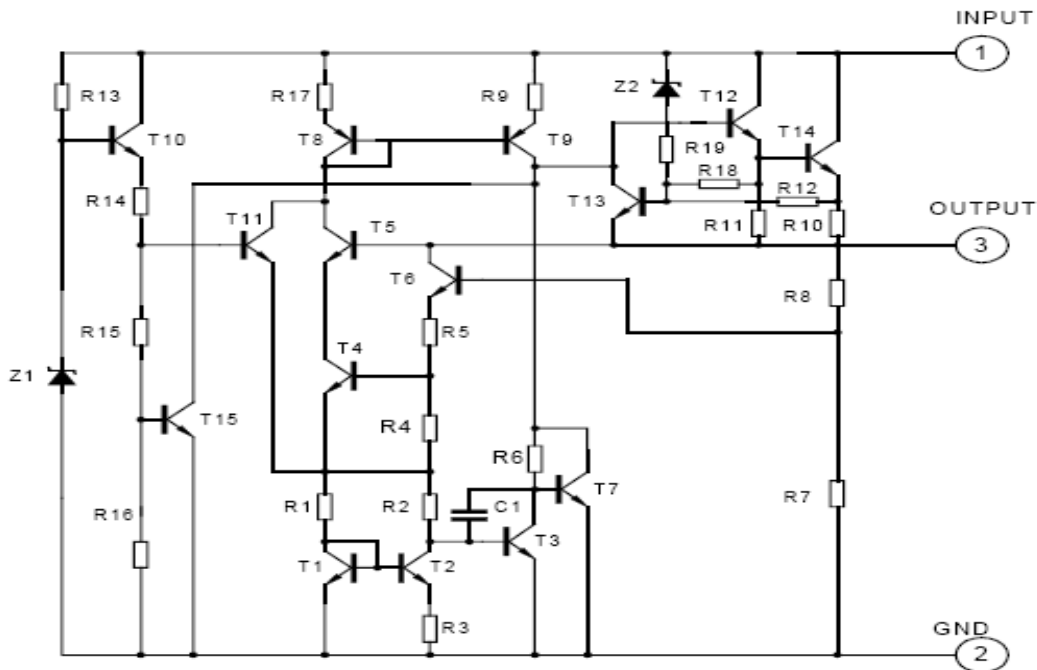 INPUT
1
R13
R17
R9
Z2
T12
T10
T8
T9
T14
R19
R14
R18
R12
T13
T11
T5
R11
R10
OUTPUT
3
T6
R8
R15
R5
T4
Z1
T15
R4
R6
T7
R1
R2
C1
R7
R16
T3
T1
T2
R3
GND
2